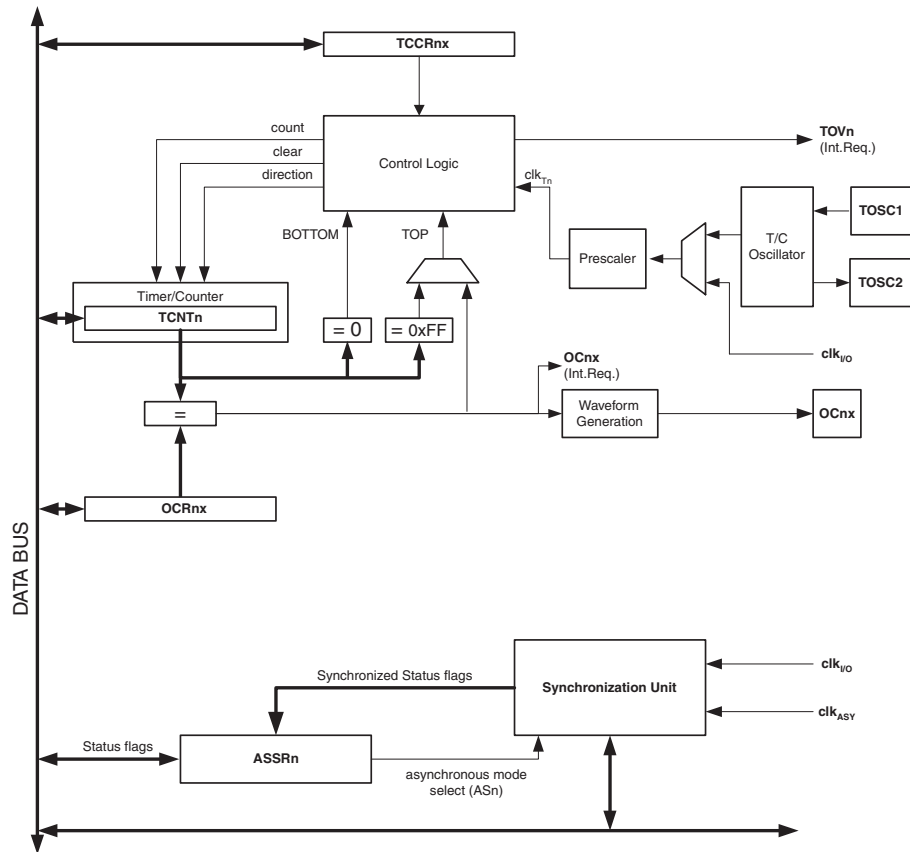 TCCRnx
count
clear
direction
Control Logic
TOVn
(Int.Req.)
clkTn
BOTTOM
TOP
TOSC1
T/C
Oscillator
Prescaler
TOSC2
Timer/Counter
TCNTn
= 0
= 0xFF
clkI/O
OCnx
(Int.Req.)
=
Waveform
Generation
OCnx
OCRnx
DATA BUS
Synchronized Status flags
Synchronization Unit
clkI/O
clkASY
Status flags
ASSRn
asynchronous mode
select (ASn)